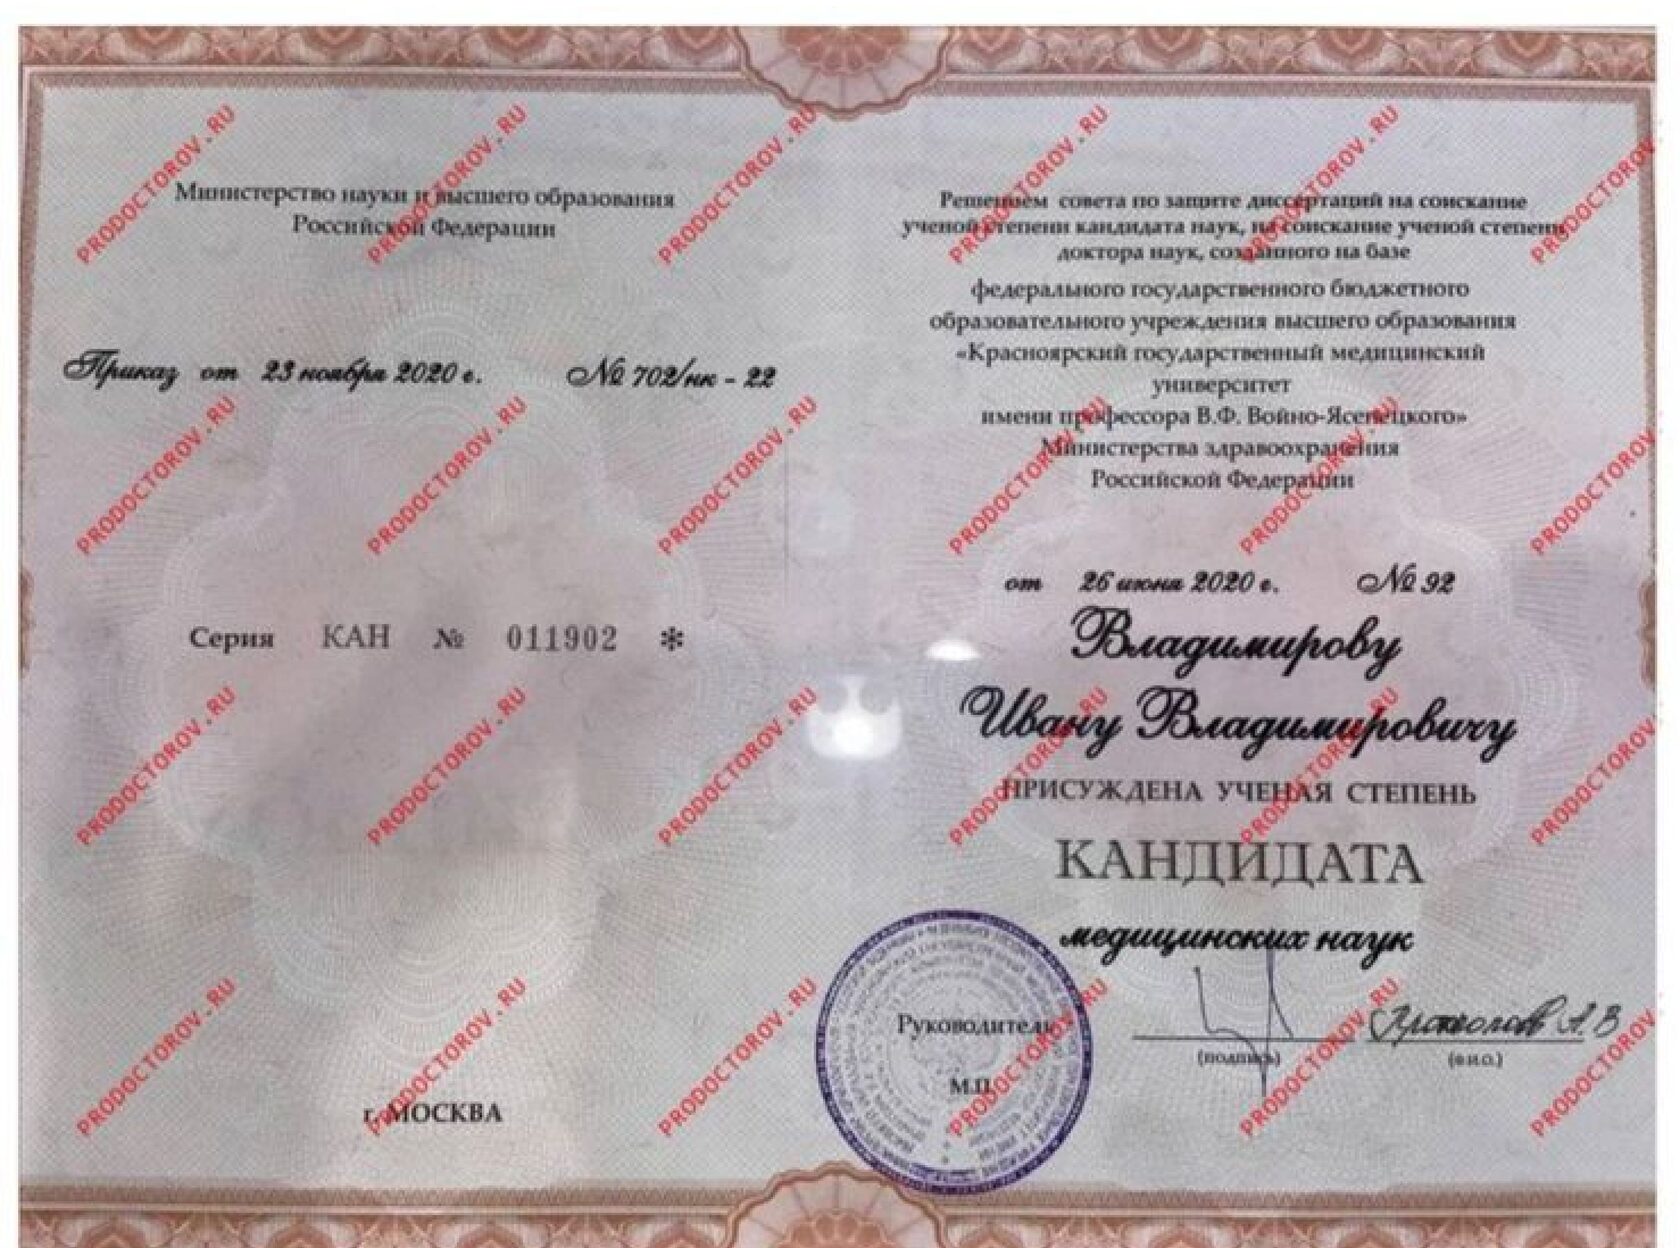 Министерство науки и высшего образования
Российской Федерации
Приказ от 23 ноября 2020 г. № 702/нк - 22
Серия КАН № 011902 *
г. МОСКВА
Решением совета по защите диссертаций на соискание
ученой степени кандидата наук, на соискание ученой степени
доктора наук, созданного на базе
федерального государственного бюджетного
образовательного учреждения высшего образования
«Красноярский государственный медицинский
университет
имени профессора В.Ф. Войно-Ясенецкого»
Министерства здравоохранения
Российской Федерации
от 26 июня 2020 г. № 92
Владимирову
Ивану Владимировичу
ПРИСУЖДЕНА УЧЕНАЯ СТЕПЕНЬ
КАНДИДАТА
медицинских наук
Руководитель
(подпись) (ф.и.о.)
М.П.
PRODOCTOROV.RU